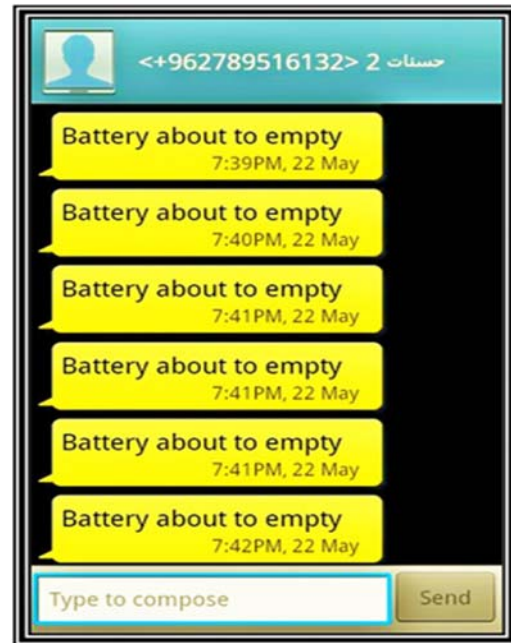 <+962789516132> 2 حسنات
Battery about to empty
7:39PM, 22 May
Battery about to empty
7:40PM, 22 May
Battery about to empty
7:41PM, 22 May
Battery about to empty
7:41PM, 22 May
Battery about to empty
7:41PM, 22 May
Battery about to empty
7:42PM, 22 May
Type to compose
Send